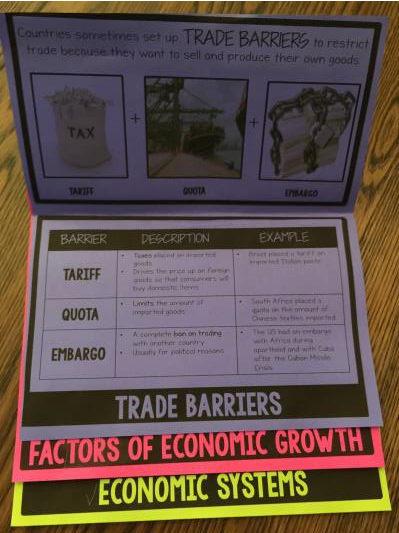 Countries sometimes set up TRADE BARRIERS to restrict
trade because they want to sell and produce their own goods.
TAX
+
+
TARIFF
QUOTA
EMBARGO
BARRIER
DESCRIPTION
EXAMPLE
TARIFF
• Taxes placed on imported
goods
• Drives the price up on foreign
goods so that consumers will
buy domestic items
• Brazil placed a tariff on
imported Italian pasta
QUOTA
• Limits the amount of
imported goods
• South Africa placed a
quota on the amount of
Chinese textiles imported
EMBARGO
• A complete ban on trading
with another country
• Usually for political reasons
• The US had an embargo
with Africa during
apartheid and with Cuba
after the Cuban Missile
Crisis
TRADE BARRIERS
FACTORS OF ECONOMIC GROWTH
ECONOMIC SYSTEMS